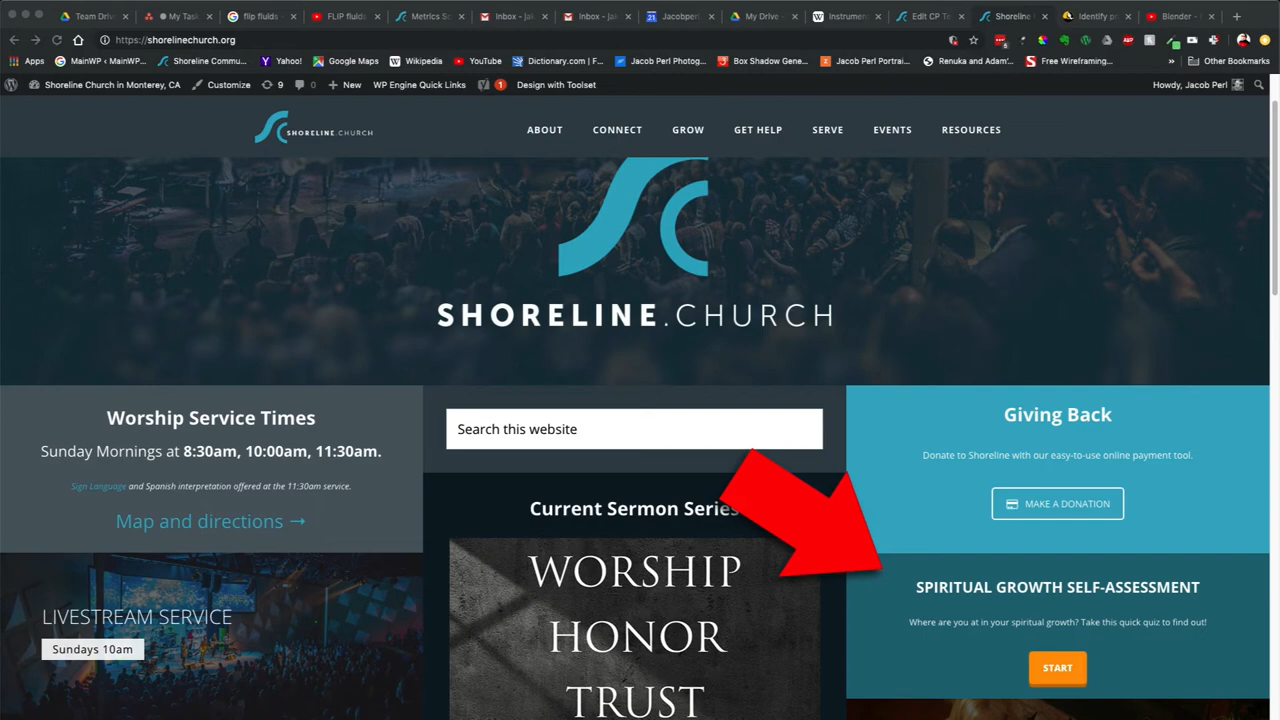 Team Driv
My Task
flip fluids -
FLIP fluids
Metrics So
Inbox - ja
Inbox - jak
Jacobperl
My Drive -
Instrumen
Edit CP Te
Shoreline
Identify pr
Blender -
https://shorelinechurch.org
Apps
MainWP ‹ MainWP...
Shoreline Commu...
Yahoo!
Google Maps
Wikipedia
YouTube
Dictionary.com | F...
Jacob Perl Photog...
Box Shadow Gene...
Jacob Perl Portrai...
Renuka and Adam'...
Free Wireframing...
»
Other Bookmarks
Shoreline Church in Monterey, CA
Customize
9
0
+ New
WP Engine Quick Links
1
Design with Toolset
Howdy, Jacob Perl
SHORELINE.CHURCH
ABOUT
CONNECT
GROW
GET HELP
SERVE
EVENTS
RESOURCES
SHORELINE.CHURCH
Worship Service Times
Sunday Mornings at 8:30am, 10:00am, 11:30am.
Sign Language and Spanish interpretation offered at the 11:30am service.
Map and directions →
LIVESTREAM SERVICE
Sundays 10am
Search this website
Current Sermon Series
WORSHIP
HONOR
TRUST
Giving Back
Donate to Shoreline with our easy-to-use online payment tool.
MAKE A DONATION
SPIRITUAL GROWTH SELF-ASSESSMENT
Where are you at in your spiritual growth? Take this quick quiz to find out!
START